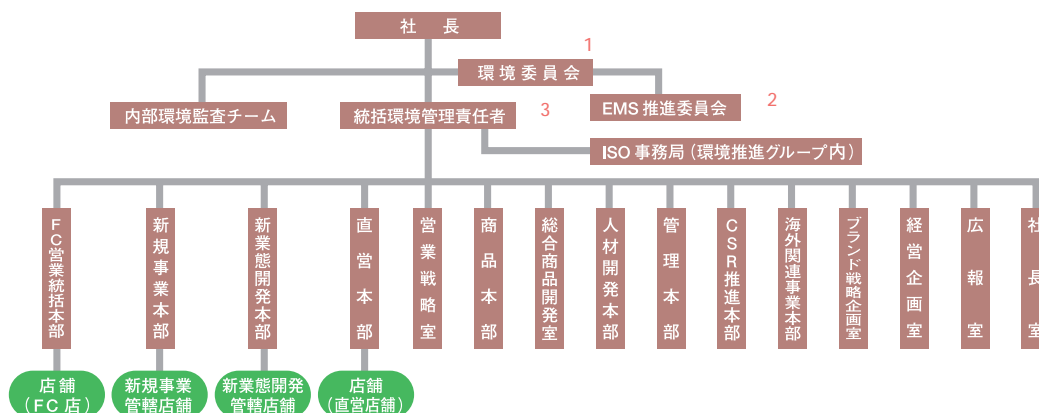 社長
1
環境委員会
内部環境監査チーム
統括環境管理責任者
3
EMS推進委員会
2
ISO事務局(環境推進グループ内)
FC営業統括本部
新規事業本部
新業態開発本部
直営本部
営業戦略室
商品本部
総合商品開発室
人材開発本部
管理本部
CSR推進本部
海外関連事業本部
ブランド戦略企画室
経営企画室
広報室
社長室
店舗
(FC店)
新規事業
管轄店舗
新業態開発
管轄店舗
店舗
(直営店舗)